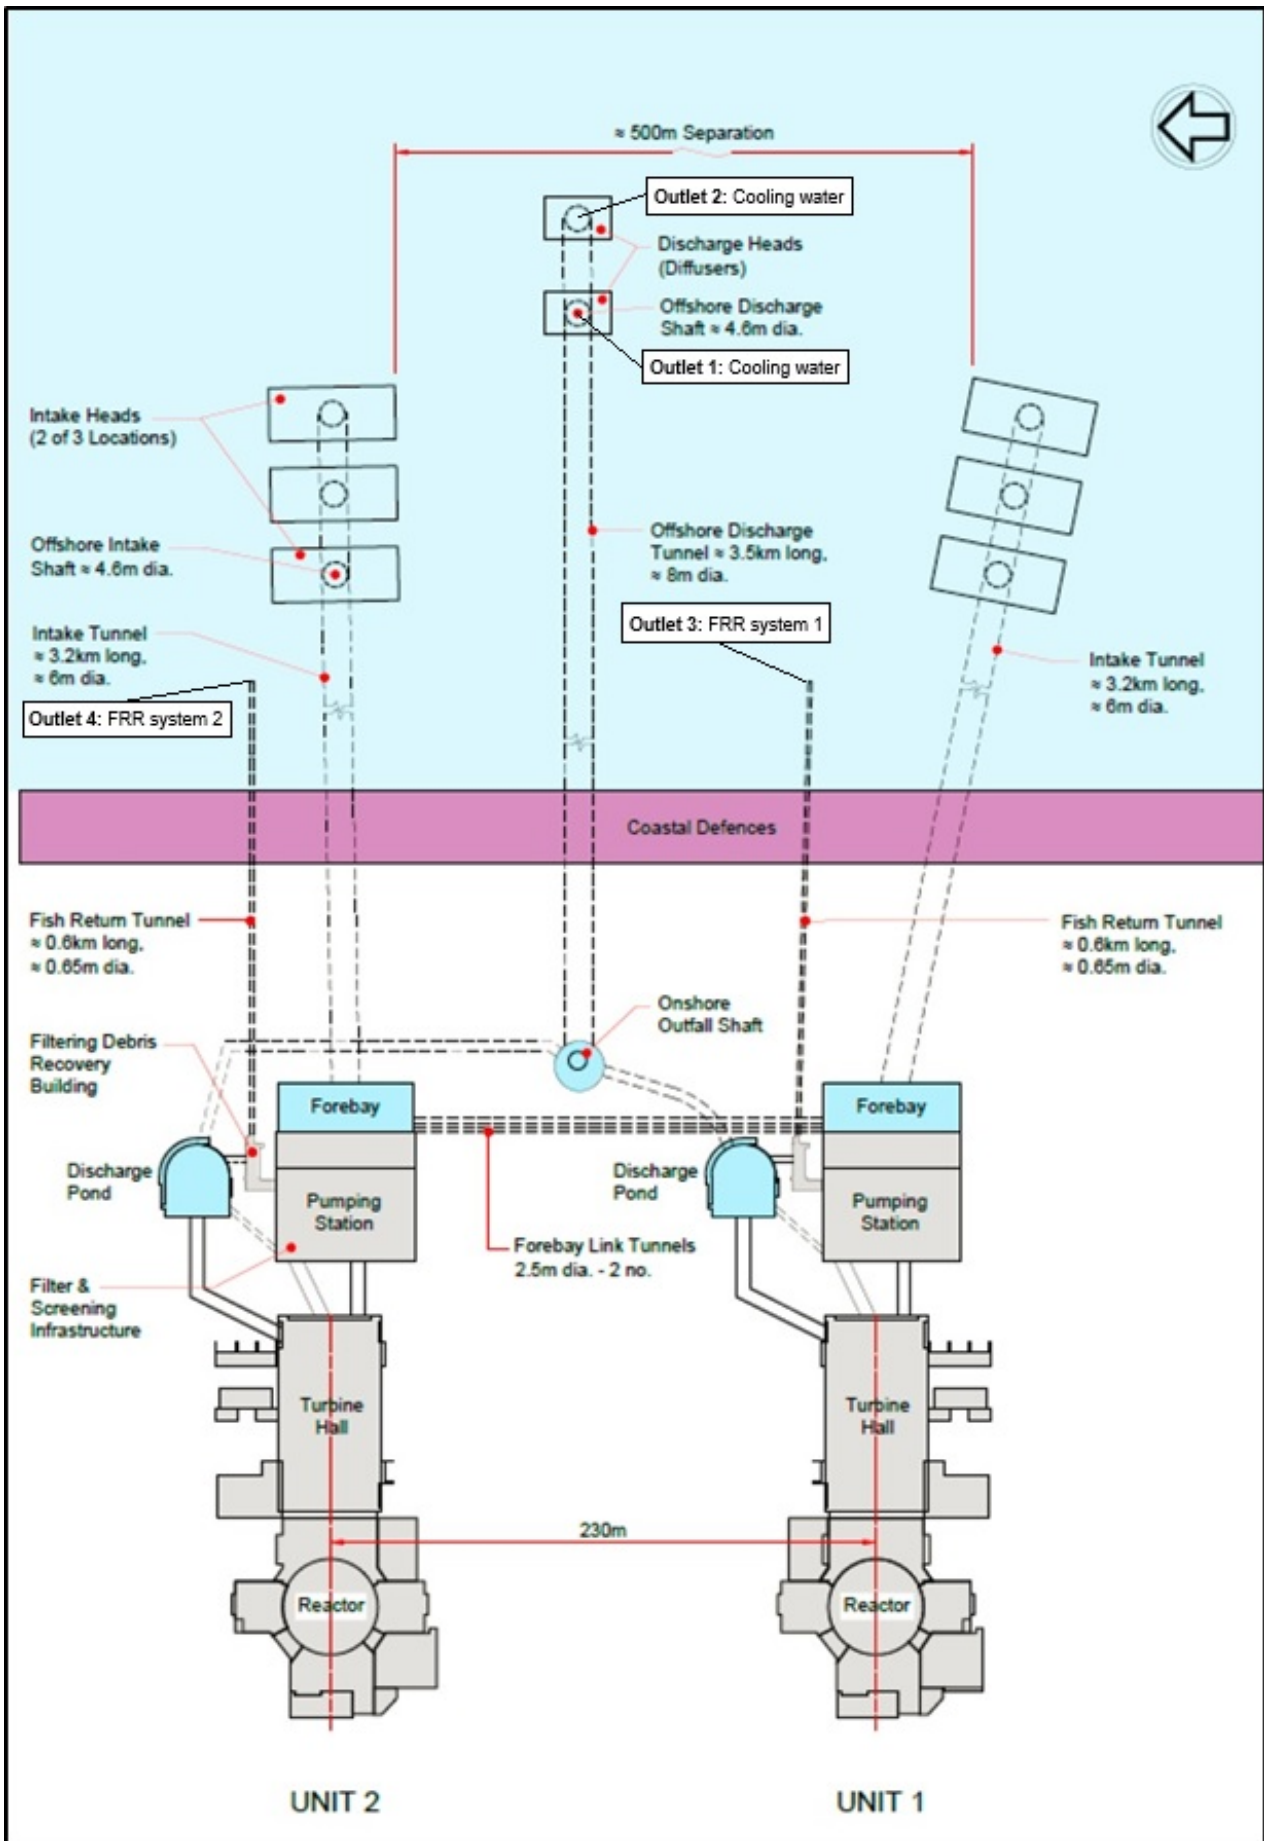 ≈ 500m Separation
Outlet 2: Cooling water
Discharge Heads
(Diffusers)
Offshore Discharge
Shaft ≈ 4.6m dia.
Outlet 1: Cooling water
Intake Heads
(2 of 3 Locations)
Offshore Intake
Shaft ≈ 4.6m dia.
Offshore Discharge
Tunnel ≈ 3.5km long,
≈ 8m dia.
Outlet 3: FRR system 1
Intake Tunnel
≈ 3.2km long,
≈ 6m dia.
Intake Tunnel
≈ 3.2km long,
≈ 6m dia.
Outlet 4: FRR system 2
Coastal Defences
Fish Return Tunnel
≈ 0.6km long,
≈ 0.65m dia.
Fish Return Tunnel
≈ 0.6km long,
≈ 0.65m dia.
Onshore
Outfall Shaft
Filtering Debris
Recovery
Building
Forebay
Forebay
Discharge
Pond
Pumping
Station
Discharge
Pond
Pumping
Station
Forebay Link Tunnels
2.5m dia. - 2 no.
Filter &
Screening
Infrastructure
Turbine
Hall
Turbine
Hall
230m
Reactor
Reactor
UNIT 2
UNIT 1